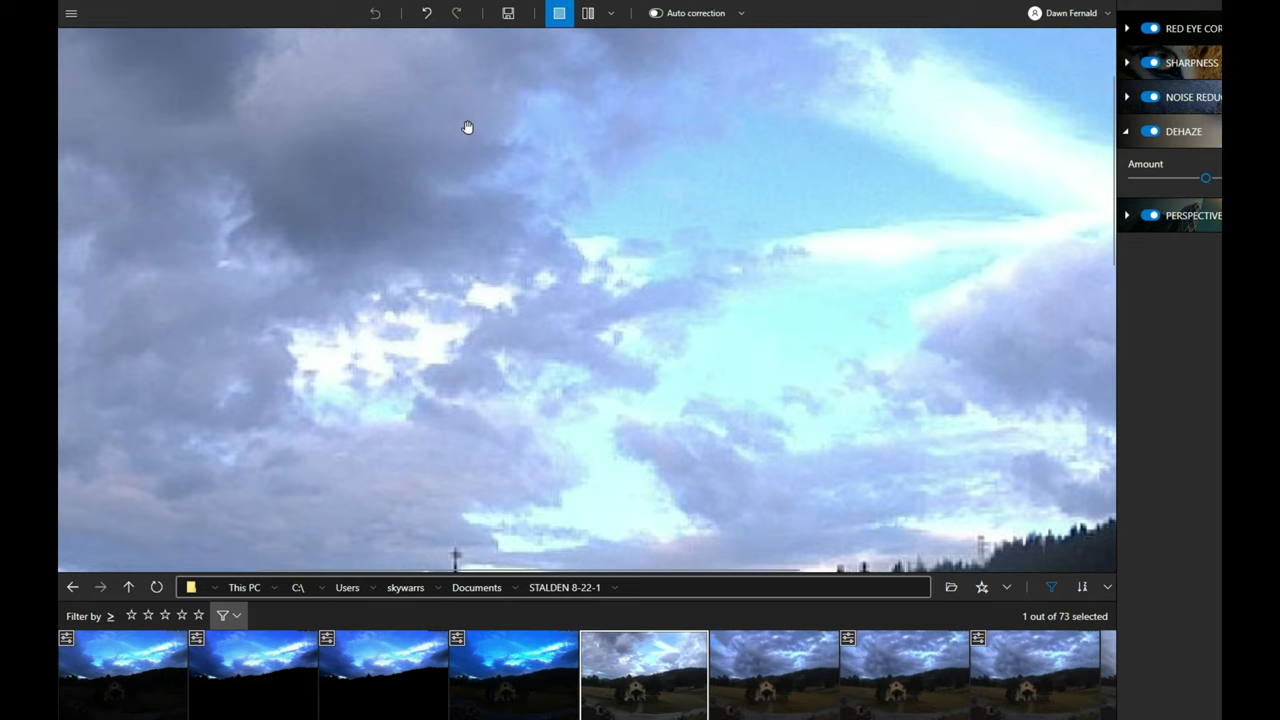 Auto correction
Dawn Fernald
RED EYE COR
SHARPNESS
NOISE REDU
DEHAZE
Amount
PERSPECTIVE
This PC
C:\
Users
skywarrs
Documents
STALDEN 8-22-1
Filter by ≥
1 out of 73 selected